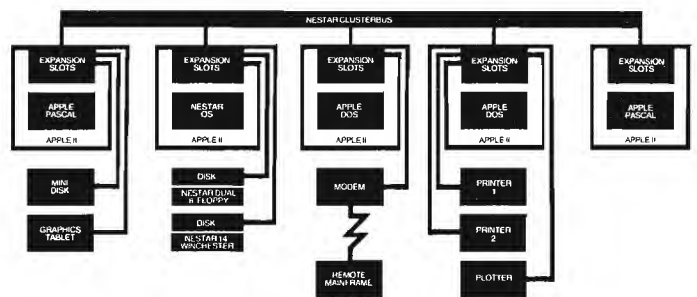 NESTAR CLUSTERBUS
EXPANSION
SLOTS
APPLE
PASCAL
APPLE II
MINI
DISK
GRAPHICS
TABLET
EXPANSION
SLOTS
NESTAR
OS
APPLE II
DISK
NESTAR DUAL
8 FLOPPY
DISK
NESTAR 14
WINCHESTER
EXPANSION
SLOTS
APPLE
DOS
APPLE II
MODEM
REMOTE
MAINFRAME
EXPANSION
SLOTS
APPLE
DOS
APPLE II
PRINTER
1
PRINTER
2
PLOTTER
EXPANSION
SLOTS
APPLE
PASCAL
APPLE II